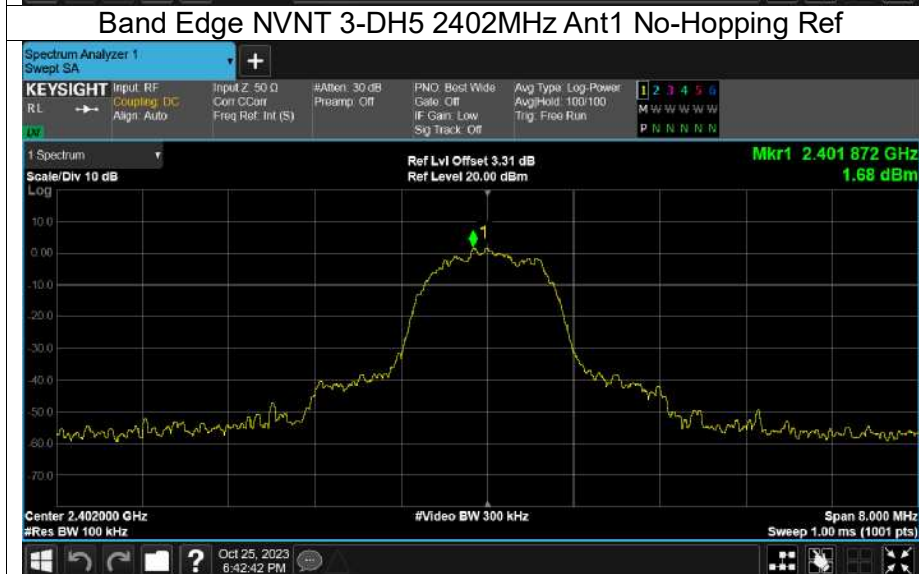 Band Edge NVNT 3-DH5 2402MHz Ant1 No-Hopping Ref
Spectrum Analyzer 1
Swept SA
+
KEYSIGHT Input: RF Input Z: 50 Ω #Atten: 30 dB PNO: Best Wide Avg Type: Log-Power 1 2 3 4 5 6
RL Coupling: DC Corr CCorr Preamp: Off Gate: Off Avg|Hold: 100/100 M W W W W W
Align: Auto Freq Ref: Int (S) IF Gain: Low Trig: Free Run
Sig Track: Off P N N N N N
1 Spectrum Ref Lvl Offset 3.31 dB Mkr1 2.401 872 GHz
Scale/Div 10 dB Ref Level 20.00 dBm 1.68 dBm
Log
10.0
1
0.00
-10.0
-20.0
-30.0
-40.0
-50.0
-60.0
-70.0
Center 2.402000 GHz #Video BW 300 kHz Span 8.000 MHz
#Res BW 100 kHz Sweep 1.00 ms (1001 pts)
? Oct 25, 2023
6:42:42 PM